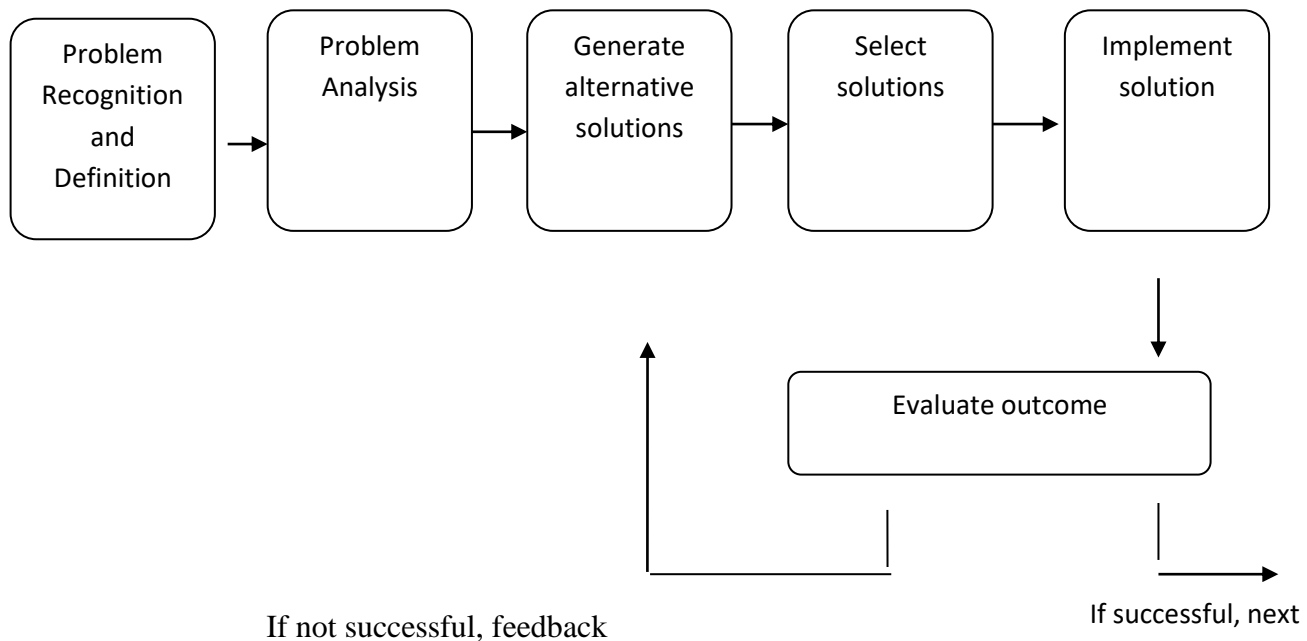 Problem
Recognition
and
Definition
Problem
Analysis
Generate
alternative
solutions
Select
solutions
Implement
solution
Evaluate outcome
If not successful, feedback
If successful, next